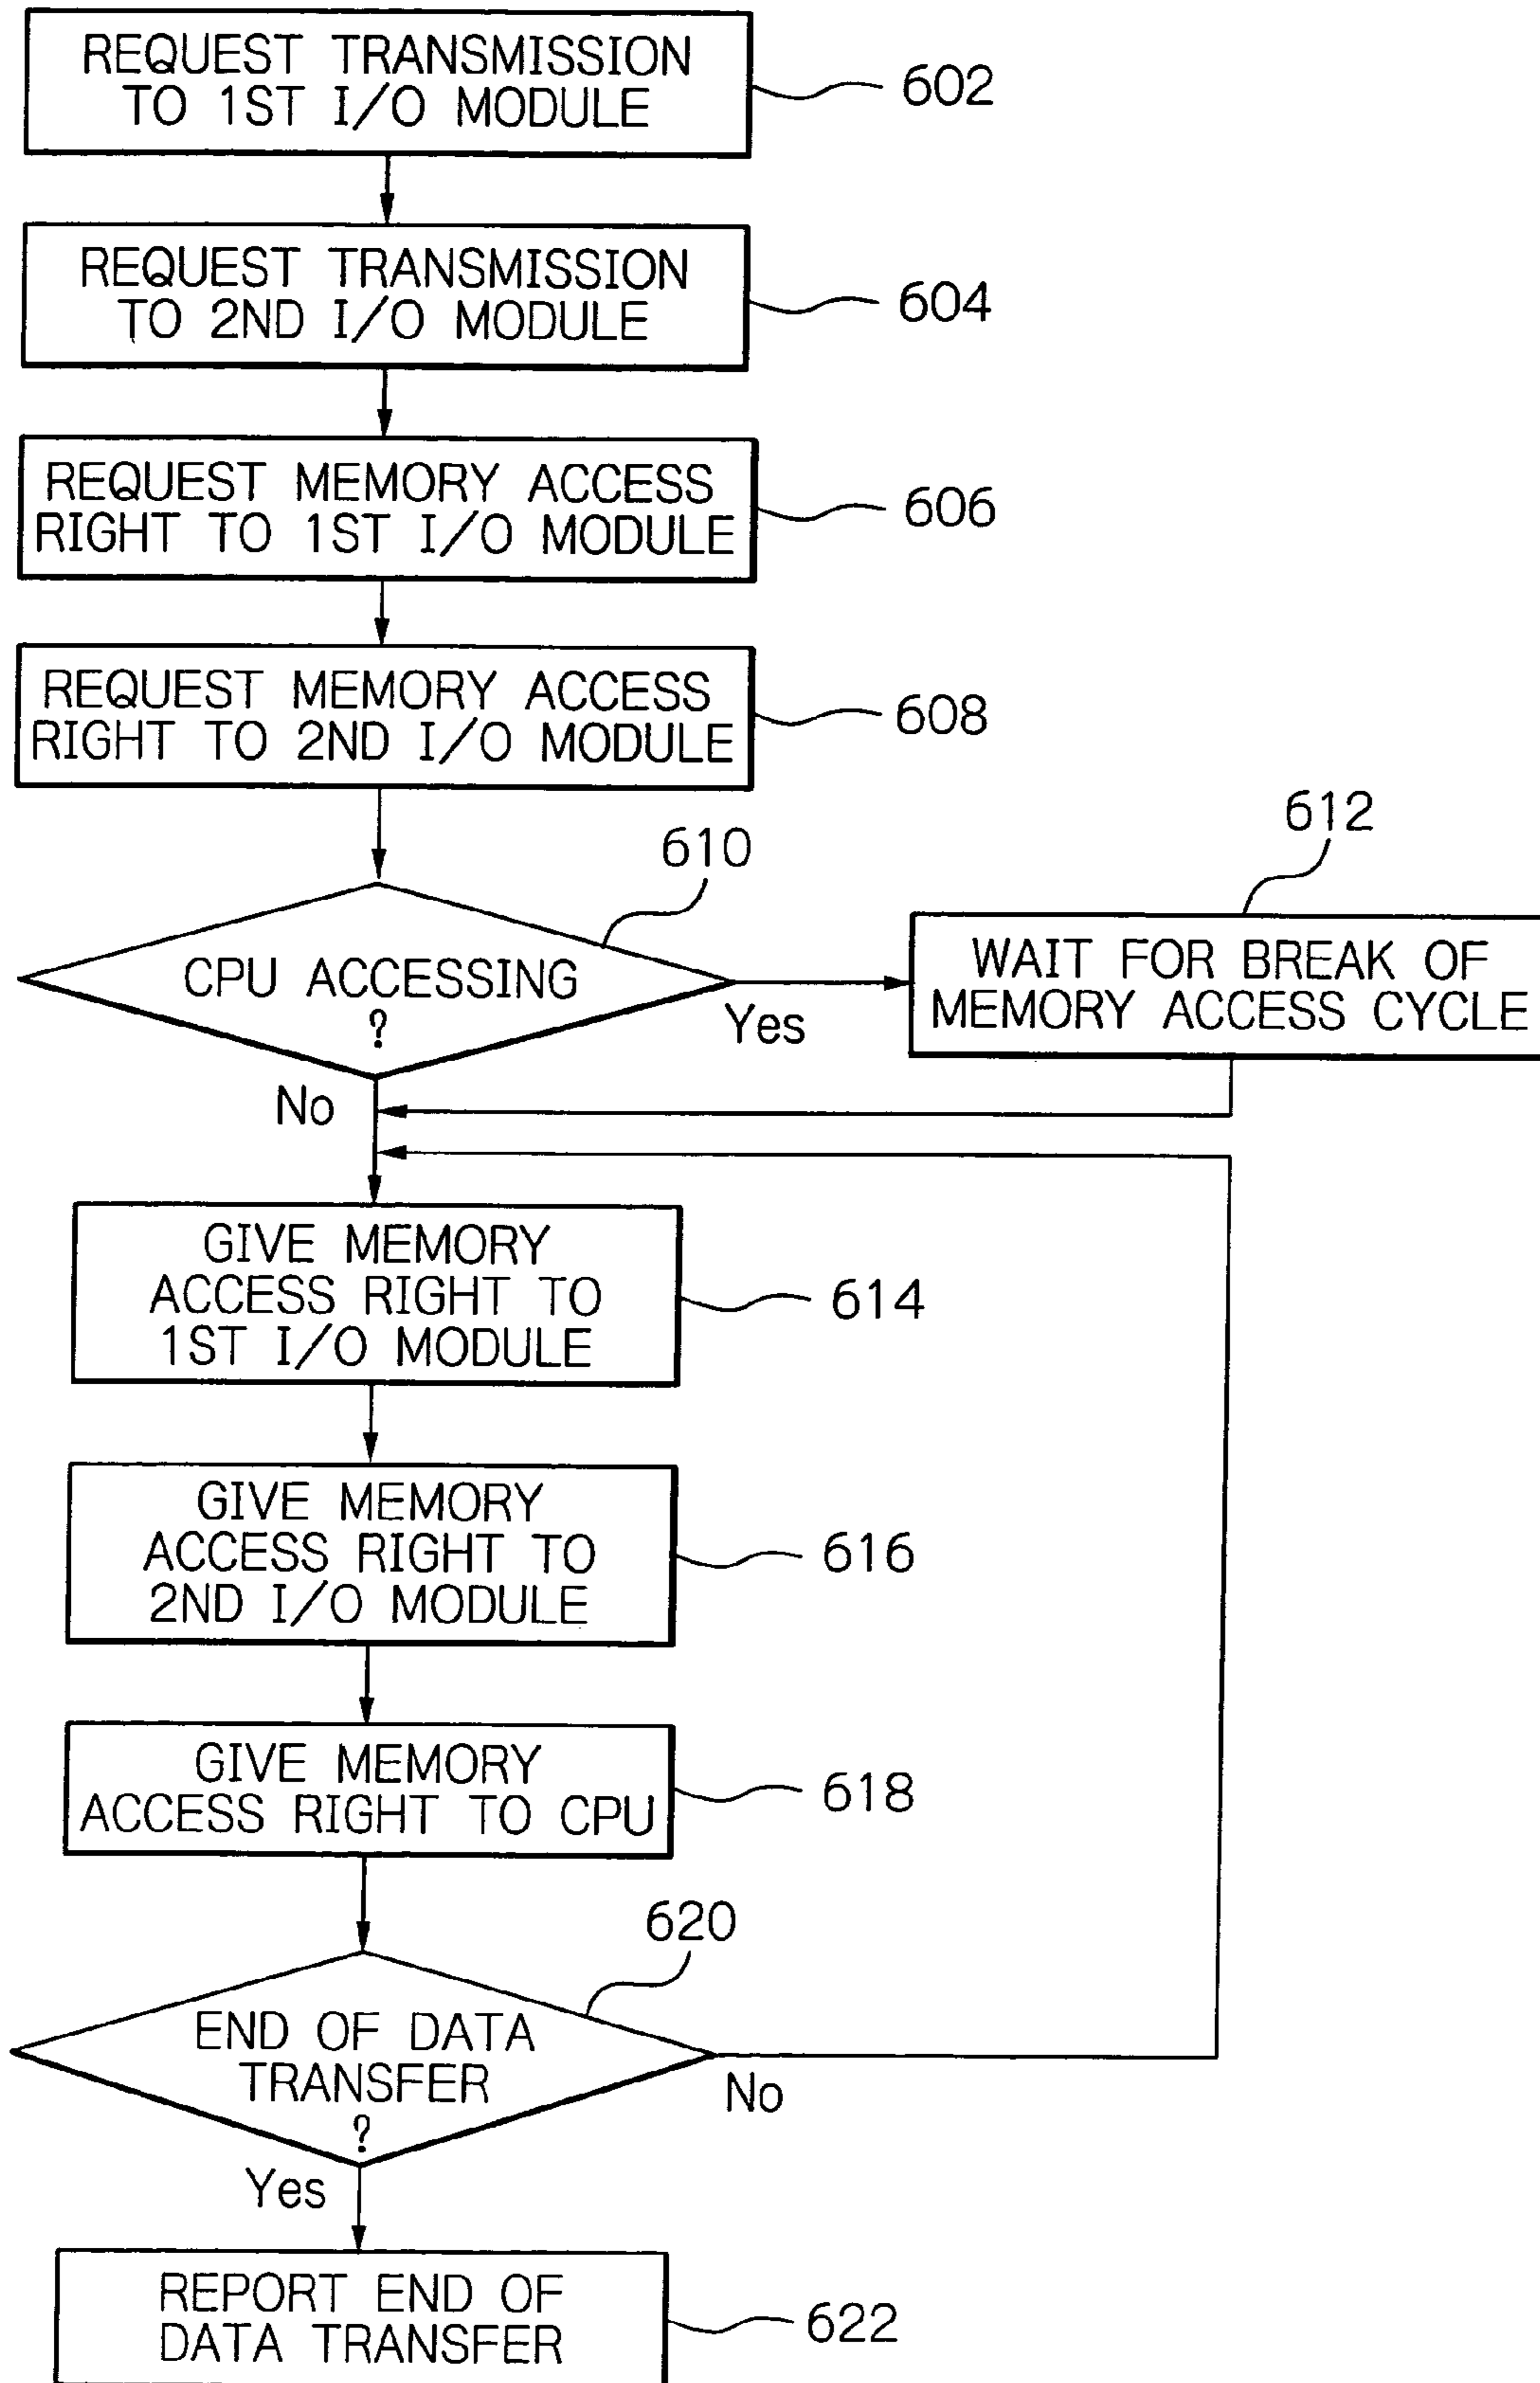 REQUEST TRANSMISSION
TO 1ST I/O MODULE
602
REQUEST TRANSMISSION
TO 2ND I/O MODULE
604
REQUEST MEMORY ACCESS
RIGHT TO 1ST I/O MODULE
606
REQUEST MEMORY ACCESS
RIGHT TO 2ND I/O MODULE
608
610
CPU ACCESSING
?
Yes
No
612
WAIT FOR BREAK OF
MEMORY ACCESS CYCLE
GIVE MEMORY
ACCESS RIGHT TO
1ST I/O MODULE
614
GIVE MEMORY
ACCESS RIGHT TO
2ND I/O MODULE
616
GIVE MEMORY
ACCESS RIGHT TO CPU
618
620
END OF DATA
TRANSFER
?
No
Yes
REPORT END OF
DATA TRANSFER
622